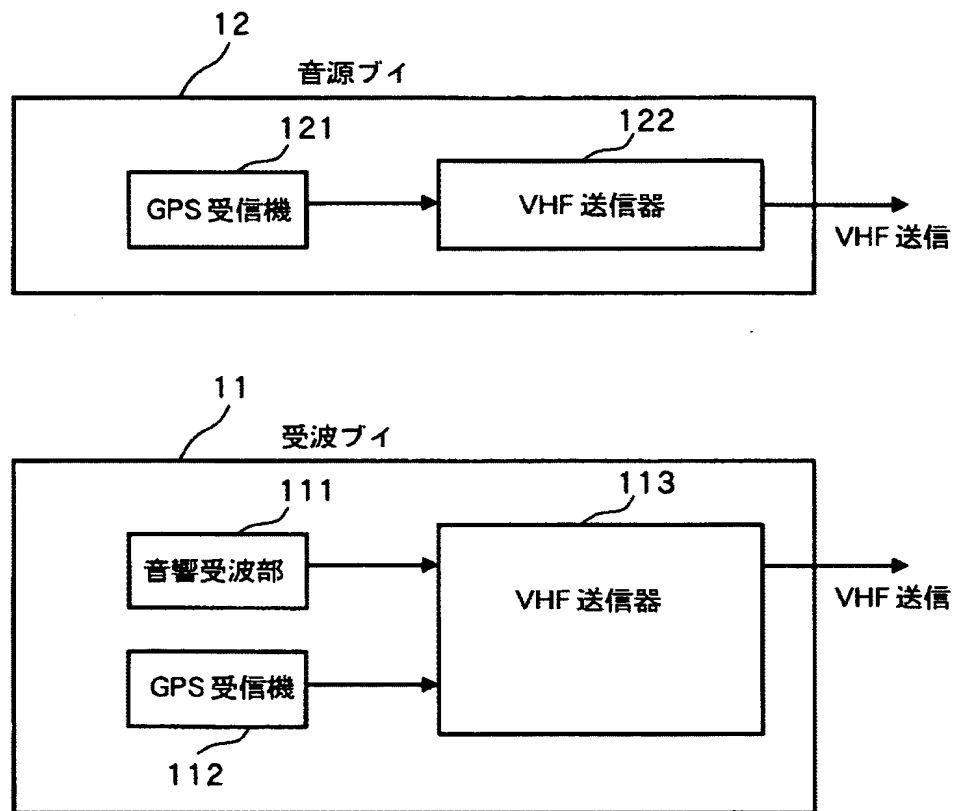 12
音源ブイ
121
122
GPS 受信機
VHF 送信器
VHF 送信
11
受波ブイ
111
113
音響受波部
VHF 送信器
VHF 送信
GPS 受信機
112